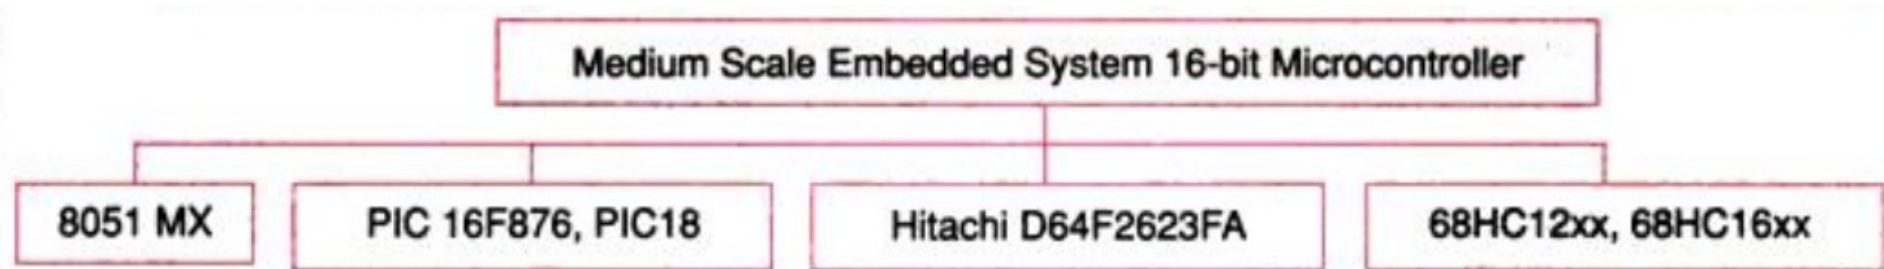 Medium Scale Embedded System 16-bit Microcontroller
8051 MX
PIC 16F876, PIC18
Hitachi D64F2623FA
68HC12xx, 68HC16xx